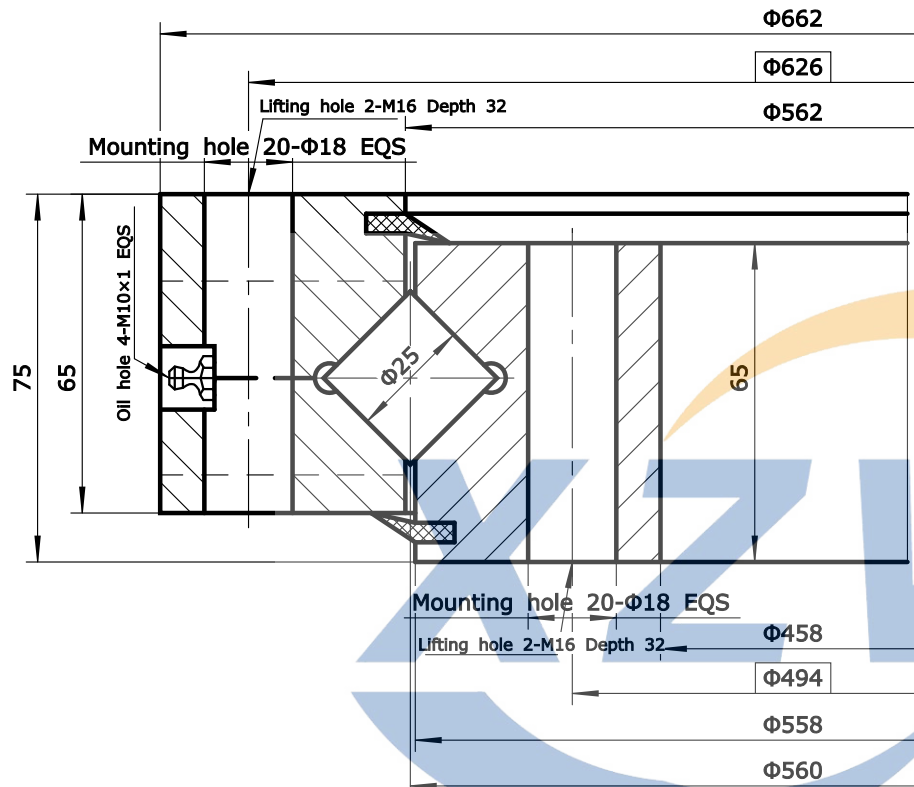 Φ662
Φ626
Lifting hole 2-M16 Depth 32
Φ562
Mounting hole 20-Φ18 EQS
Oil hole 4-M10×1 EQS
75
65
Φ25
65
Mounting hole 20-Φ18 EQS
Lifting hole 2-M16 Depth 32
Φ458
Φ494
Φ558
Φ560
XZ